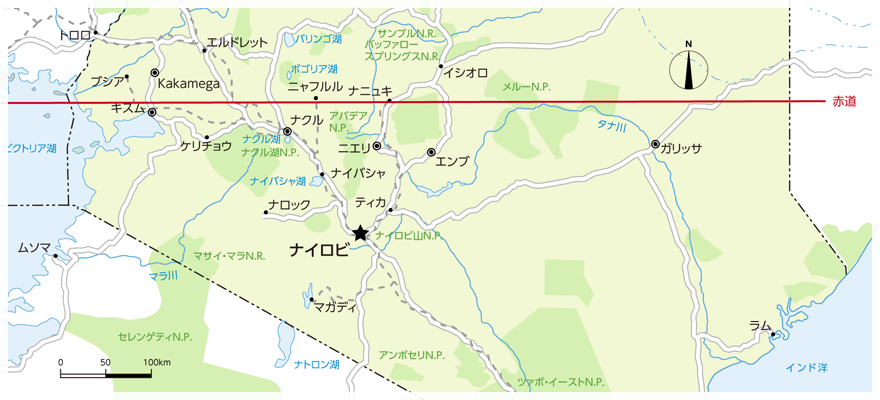 トロロ
エルドレット
バリンゴ湖
サンブルN.R.
バッファロー
スプリングスN.R.
N
ブシア
Kakamega
ボゴリア湖
イシオロ
ニャフルル
ナニュキ
メルーN.P.
赤道
キスム
ナクル
アバデア
N.P.
タナ川
ビクトリア湖
ケリチョウ
ナクル湖
ナクル湖N.P.
ニエリ
エンブ
ガリッサ
ナイバシャ湖
ナイバシャ
ナロック
ティカ
ナイロビ
ナイロビ山N.P.
ムソマ
マサイ・マラN.R.
マラ川
マガディ
ラム
セレンゲティN.P.
ナトロン湖
アンボセリN.P.
ツァボ・イーストN.P.
インド洋
0 50 100km